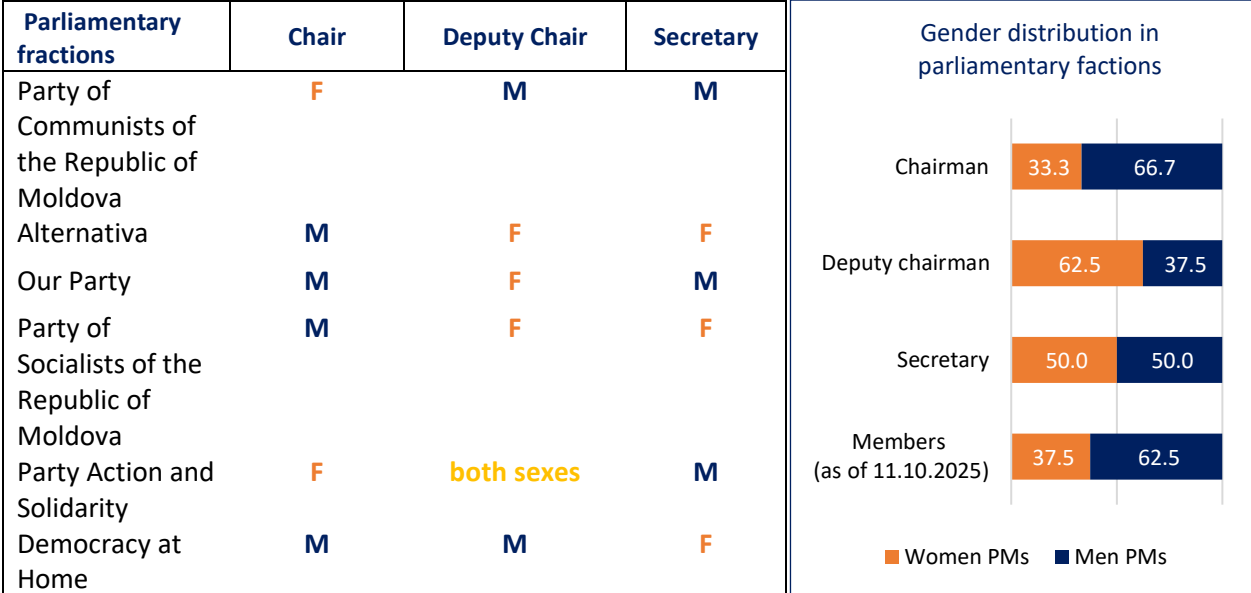 Parliamentary
fractions
Chair
Deputy Chair
Secretary
Party of
Communists of
the Republic of
Moldova
F
M
M
Alternativa
M
F
F
Our Party
M
F
M
Party of
Socialists of the
Republic of
Moldova
M
F
F
Party Action and
Solidarity
F
both sexes
M
Democracy at
Home
M
M
F
Gender distribution in
parliamentary factions
Chairman
33.3
66.7
Deputy chairman
62.5
37.5
Secretary
50.0
50.0
Members
(as of 11.10.2025)
37.5
62.5
Women PMs
Men PMs